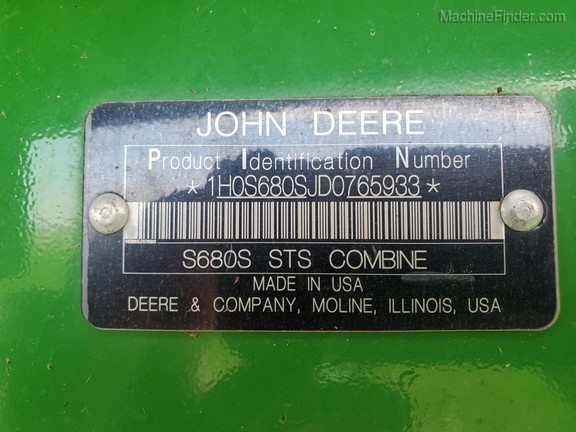 MachineFinder.com
JOHN DEERE
Product Identification Number
*1H0S680SJD0765933*
S680S STS COMBINE
MADE IN USA
DEERE & COMPANY, MOLINE, ILLINOIS, USA